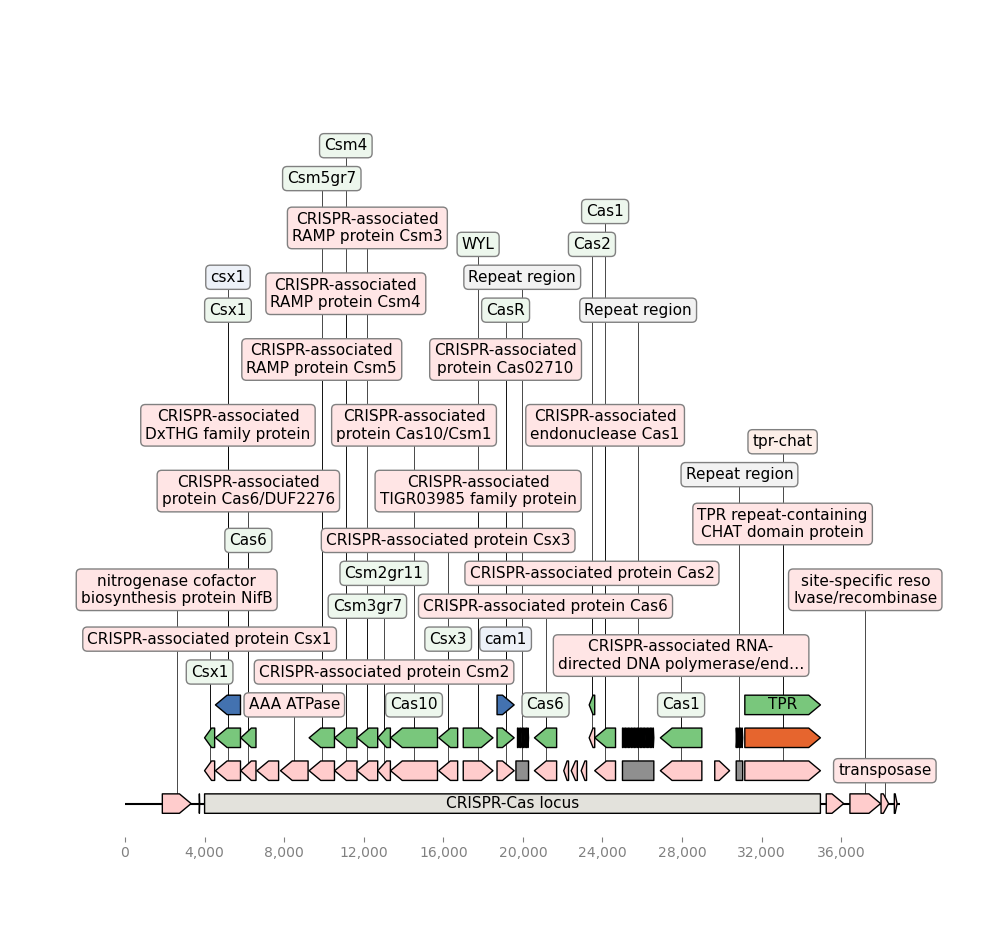 Csm4
Csm5gr7
Cas1
CRISPR-associated
RAMP protein Csm3
WYL
Cas2
csx1
Repeat region
CRISPR-associated
RAMP protein Csm4
Csx1
CasR
Repeat region
CRISPR-associated
RAMP protein Csm5
CRISPR-associated
protein Cas02710
CRISPR-associated
DxTHG family protein
CRISPR-associated
protein Cas10/Csm1
CRISPR-associated
endonuclease Cas1
tpr-chat
Repeat region
CRISPR-associated
protein Cas6/DUF2276
CRISPR-associated
TIGR03985 family protein
TPR repeat-containing
CHAT domain protein
Cas6
CRISPR-associated protein Csx3
Csm2gr11
CRISPR-associated protein Cas2
nitrogenase cofactor
biosynthesis protein NifB
site-specific reso
lvase/recombinase
Csm3gr7
CRISPR-associated protein Cas6
CRISPR-associated protein Csx1
Csx3
cam1
CRISPR-associated RNA-
directed DNA polymerase/end...
Csx1
CRISPR-associated protein Csm2
AAA ATPase
Cas10
Cas6
Cas1
TPR
transposase
CRISPR-Cas locus
0
4,000
8,000
12,000
16,000
20,000
24,000
28,000
32,000
36,000